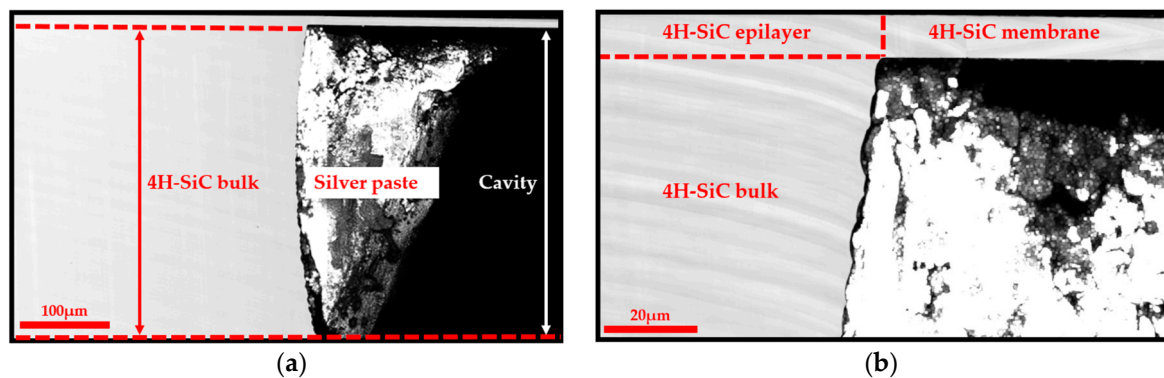 4H-SiC bulk
Silver paste
Cavity
100μm
(a)
4H-SiC epilayer
4H-SiC membrane
4H-SiC bulk
20μm
(b)